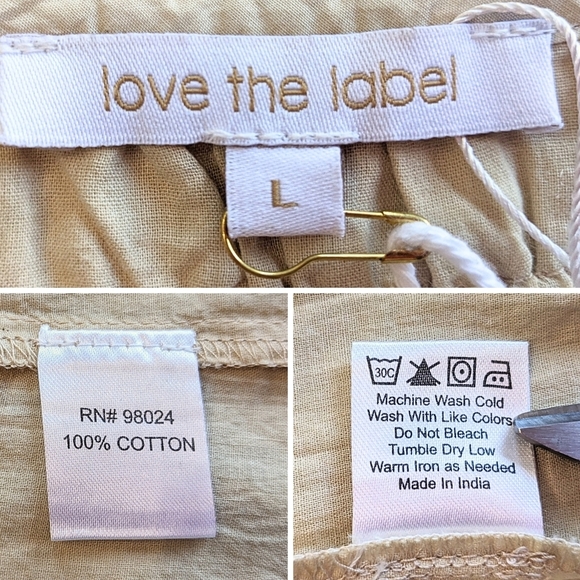 love the label
L
RN# 98024
100% COTTON
30C
Machine Wash Cold
Wash With Like Colors
Do Not Bleach
Tumble Dry Low
Warm Iron as Needed
Made In India